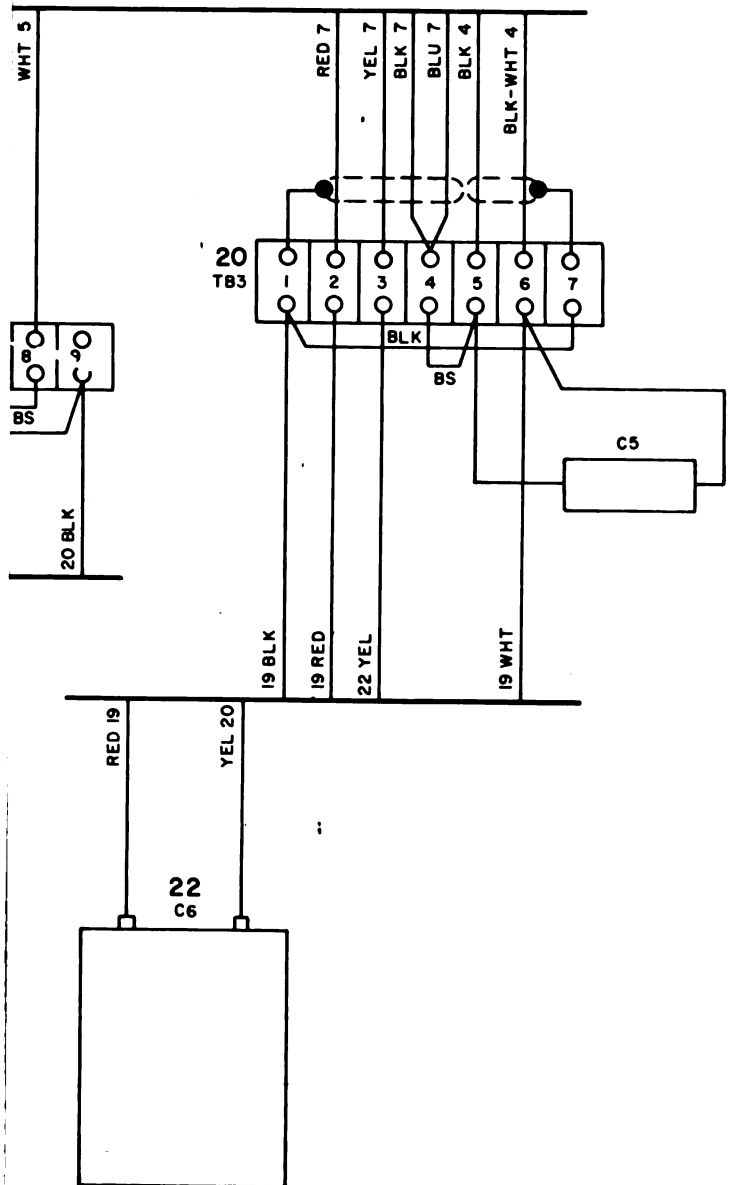 WHT 5
RED 7
YEL 7
BLK 7
BLU 7
BLK 4
BLK-WHT 4
20
TB3
1
2
3
4
5
6
7
BLK
BS
8
9
BS
C5
20 BLK
19 BLK
19 RED
22 YEL
19 WHT
RED 19
YEL 20
22
C6